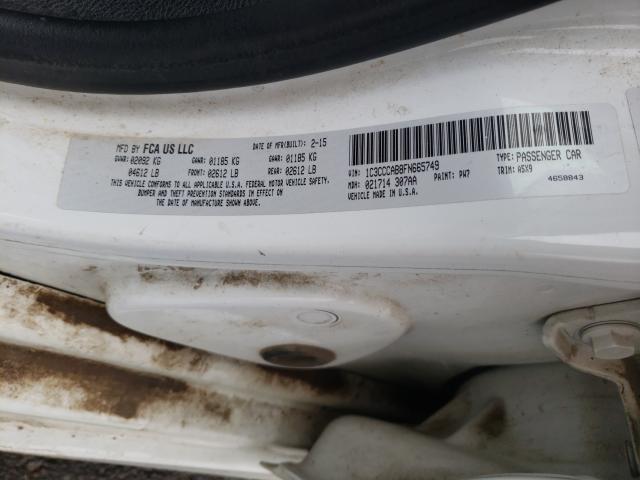 MFD BY FCA US LLC DATE OF MFR(BUILT): 2-15
GVWR: 02092 KG GAWR: 01185 KG GAWR: 01185 KG
04612 LB FRONT: 02612 LB REAR: 02612 LB
THIS VEHICLE CONFORMS TO ALL APPLICABLE U.S.A. FEDERAL MOTOR VEHICLE SAFETY,
BUMPER AND THEFT PREVENTION STANDARDS IN EFFECT ON
THE DATE OF MANUFACTURE SHOWN ABOVE.
VIN: 1C3CCCAB8FN665749 TYPE: PASSENGER CAR
MDH: 021714 307AA PAINT: PW7 TRIM: A5X9
VEHICLE MADE IN U.S.A. 4658843